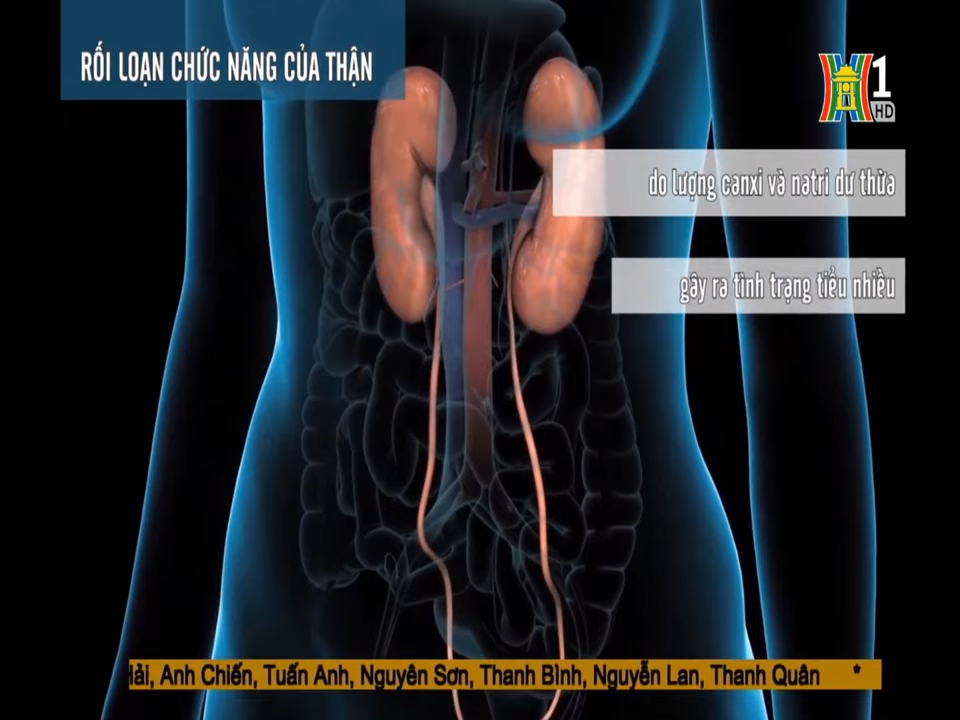 RỐI LOẠN CHỨC NĂNG CỦA THẬN
1
HD
do lượng canxi và natri dư thừa
gây ra tình trạng tiểu nhiều
Anh Chiến, Tuấn Anh, Nguyên Sơn, Thanh Bình, Nguyễn Lan, Thanh Quân *